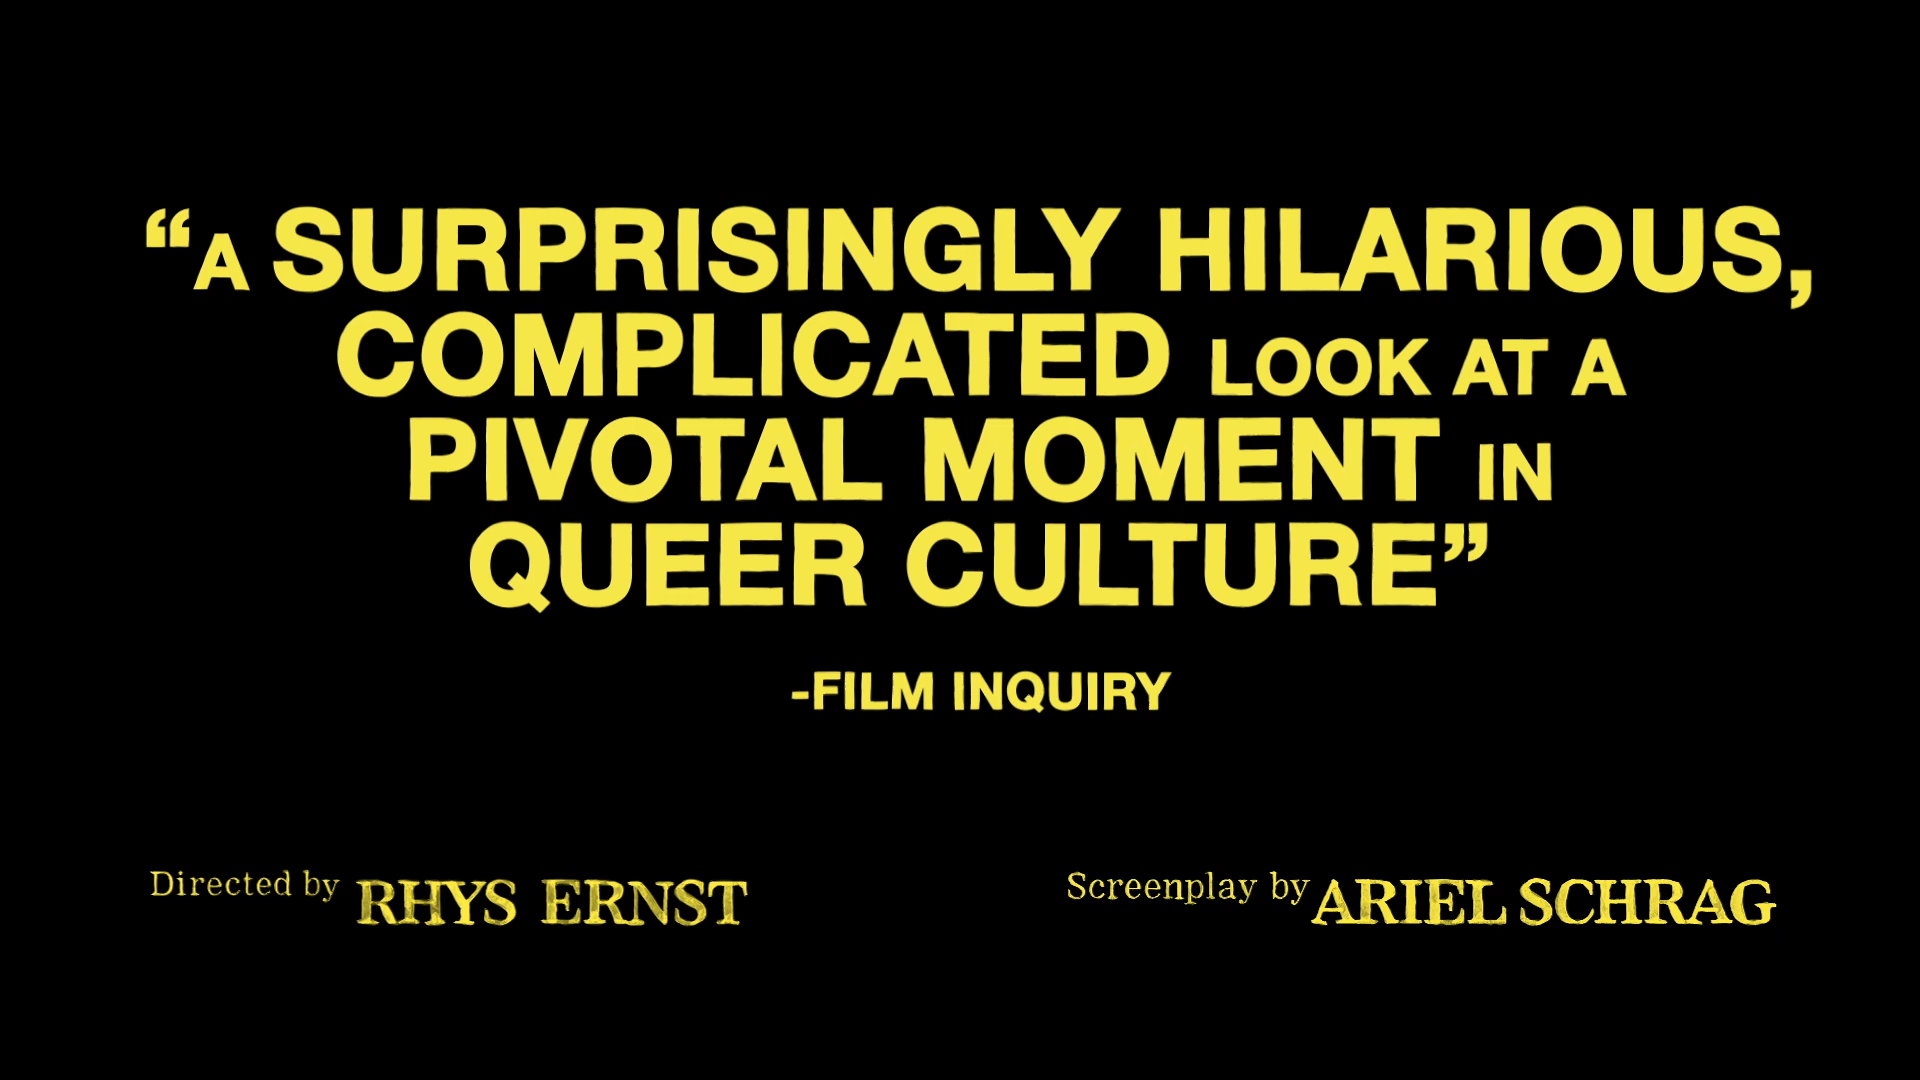 “A SURPRISINGLY HILARIOUS,
COMPLICATED LOOK AT A
PIVOTAL MOMENT IN
QUEER CULTURE”
-FILM INQUIRY
Directed by RHYS ERNST
Screenplay by ARIEL SCHRAG